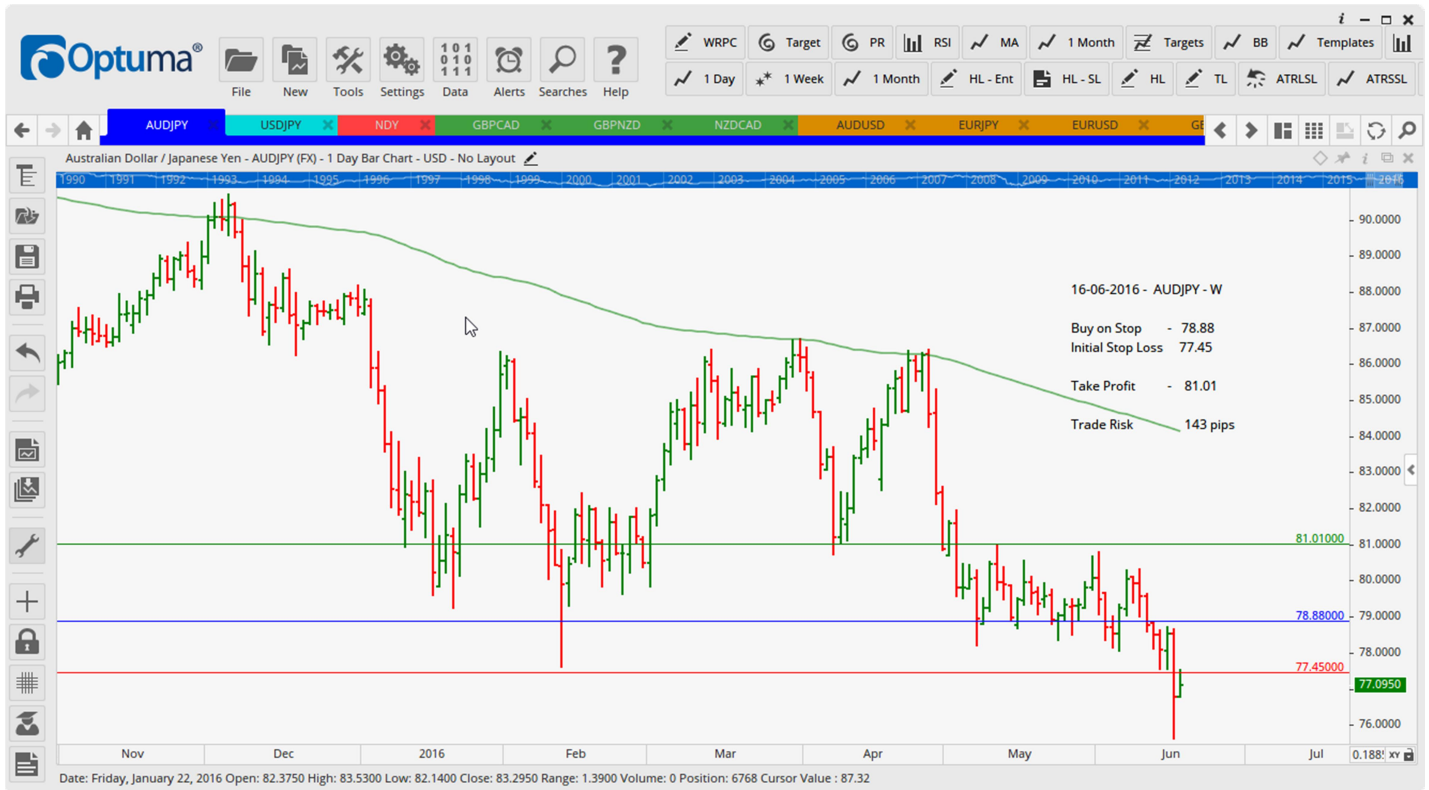 Optuma®
File
New
Tools
Settings
Data
Alerts
Searches
Help
WRPC
Target
PR
RSI
MA
1 Month
Targets
BB
Templates
1 Day
1 Week
1 Month
HL - Ent
HL - SL
HL
TL
ATRLSL
ATRSSL
AUDJPY
USDJPY
NDY
GBPCAD
GBPNZD
NZDCAD
AUDUSD
EURJPY
EURUSD
Australian Dollar / Japanese Yen - AUDJPY (FX) - 1 Day Bar Chart - USD - No Layout
1990 1991 1992 1993 1994 1995 1996 1997 1998 1999 2000 2001 2002 2003 2004 2005 2006 2007 2008 2009 2010 2011 2012 2013 2014 2015 2016
90.0000
89.0000
88.0000
87.0000
86.0000
85.0000
84.0000
83.0000
82.0000
81.0000
80.0000
79.0000
78.0000
77.0950
76.0000
16-06-2016 - AUDJPY - W
Buy on Stop - 78.88
Initial Stop Loss 77.45
Take Profit - 81.01
Trade Risk 143 pips
81.01000
78.88000
77.45000
Nov Dec 2016 Feb Mar Apr May Jun Jul
XY
Date: Friday, January 22, 2016 Open: 82.3750 High: 83.5300 Low: 82.1400 Close: 83.2950 Range: 1.3900 Volume: 0 Position: 6768 Cursor Value : 87.32